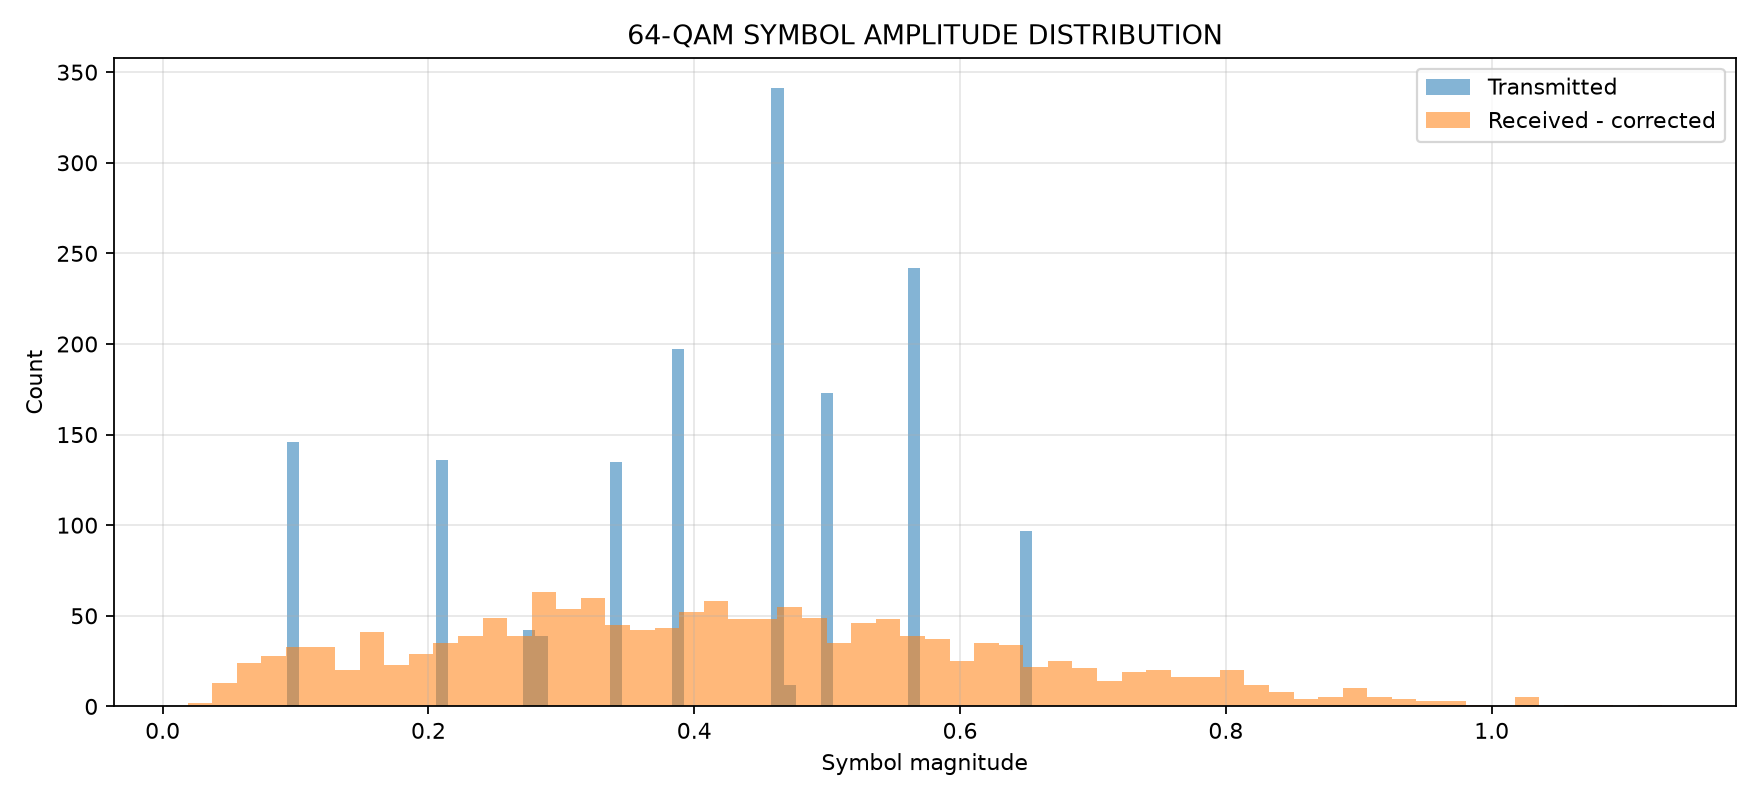 64-QAM SYMBOL AMPLITUDE DISTRIBUTION
Transmitted
Received - corrected
Count
350
300
250
200
150
100
50
0
0.0 0.2 0.4 0.6 0.8 1.0
Symbol magnitude